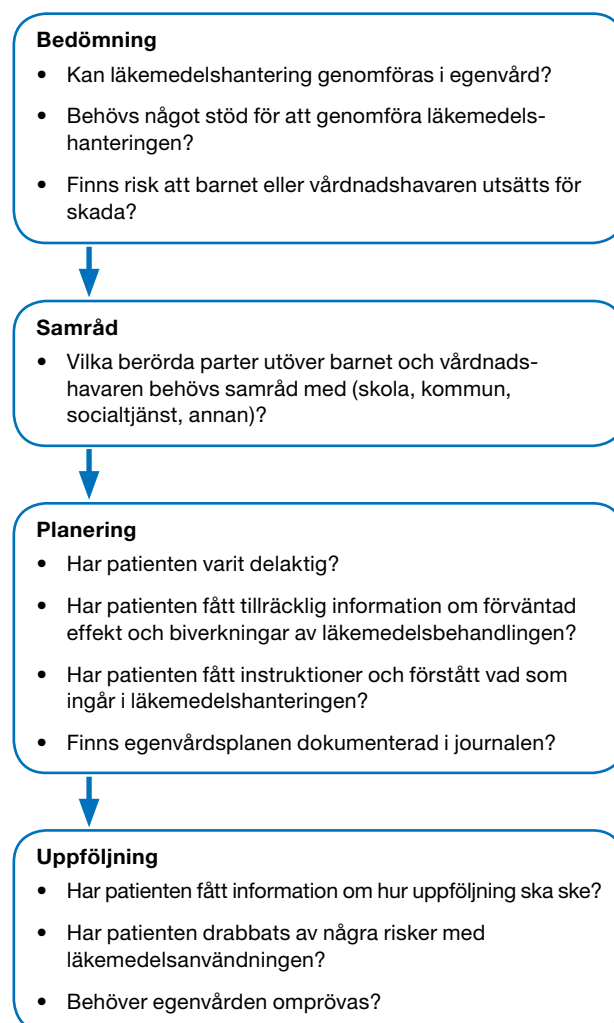 Bedömning
• Kan läkemedelshantering genomföras i egenvård?
• Behövs något stöd för att genomföra läkemedels-
hanteringen?
• Finns risk att barnet eller vårdnadshavaren utsätts för
skada?
Samråd
• Vilka berörda parter utöver barnet och vårdnads-
havaren behövs samråd med (skola, kommun,
socialtjänst, annan)?
Planering
• Har patienten varit delaktig?
• Har patienten fått tillräcklig information om förväntad
effekt och biverkningar av läkemedelsbehandlingen?
• Har patienten fått instruktioner och förstått vad som
ingår i läkemedelshanteringen?
• Finns egenvårdsplanen dokumenterad i journalen?
Uppföljning
• Har patienten fått information om hur uppföljning ska ske?
• Har patienten drabbats av några risker med
läkemedelsanvändningen?
• Behöver egenvården omprövas?